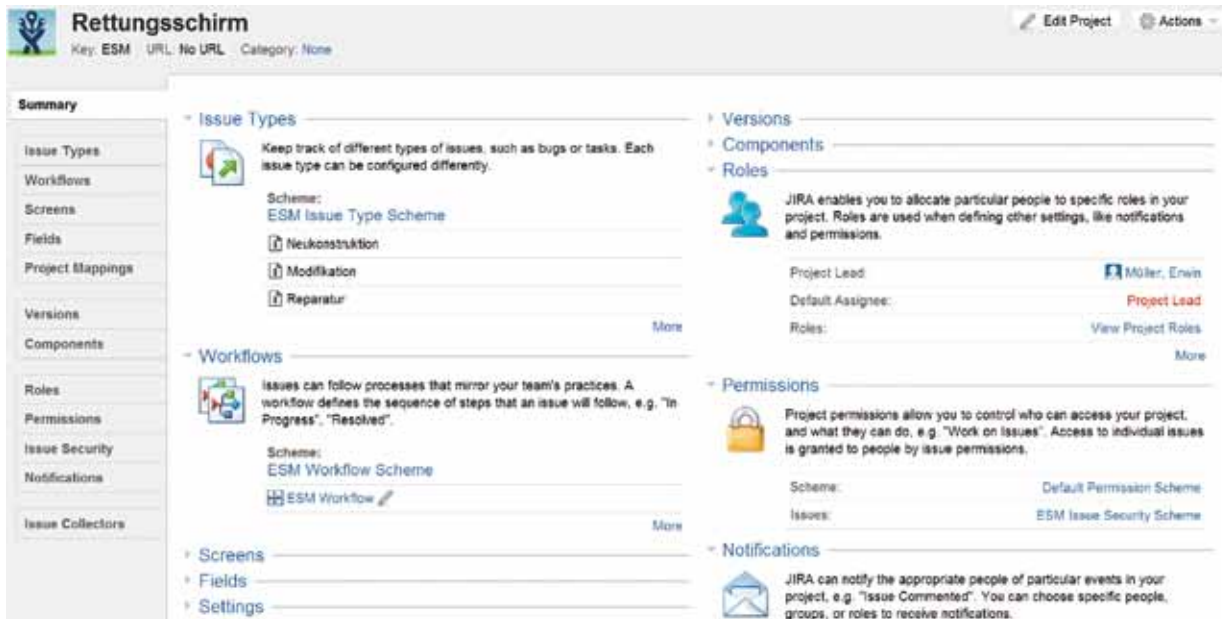 Rettungsschirm
Key: ESM URL: No URL Category: None
Edit Project
Actions
Summary
Issue Types
Workflows
Screens
Fields
Project Mappings
Versions
Components
Roles
Permissions
Issue Security
Notifications
Issue Collectors
Issue Types
Keep track of different types of issues, such as bugs or tasks. Each
issue type can be configured differently.
Scheme:
ESM Issue Type Scheme
Neukonstruktion
Modifikation
Reparatur
More
Workflows
Issues can follow processes that mirror your team's practices. A
workflow defines the sequence of steps that an issue will follow, e.g. "In
Progress", "Resolved".
Scheme:
ESM Workflow Scheme
ESM Workflow
More
Screens
Fields
Settings
Versions
Components
Roles
JIRA enables you to allocate particular people to specific roles in your
project. Roles are used when defining other settings, like notifications
and permissions.
Project Lead: Müller, Erwin
Default Assignee: Project Lead
Roles: View Project Roles
More
Permissions
Project permissions allow you to control who can access your project,
and what they can do, e.g. "Work on Issues". Access to individual issues
is granted to people by issue permissions.
Scheme: Default Permission Scheme
Issues: ESM Issue Security Scheme
Notifications
JIRA can notify the appropriate people of particular events in your
project, e.g. "Issue Commented". You can choose specific people,
groups, or roles to receive notifications.